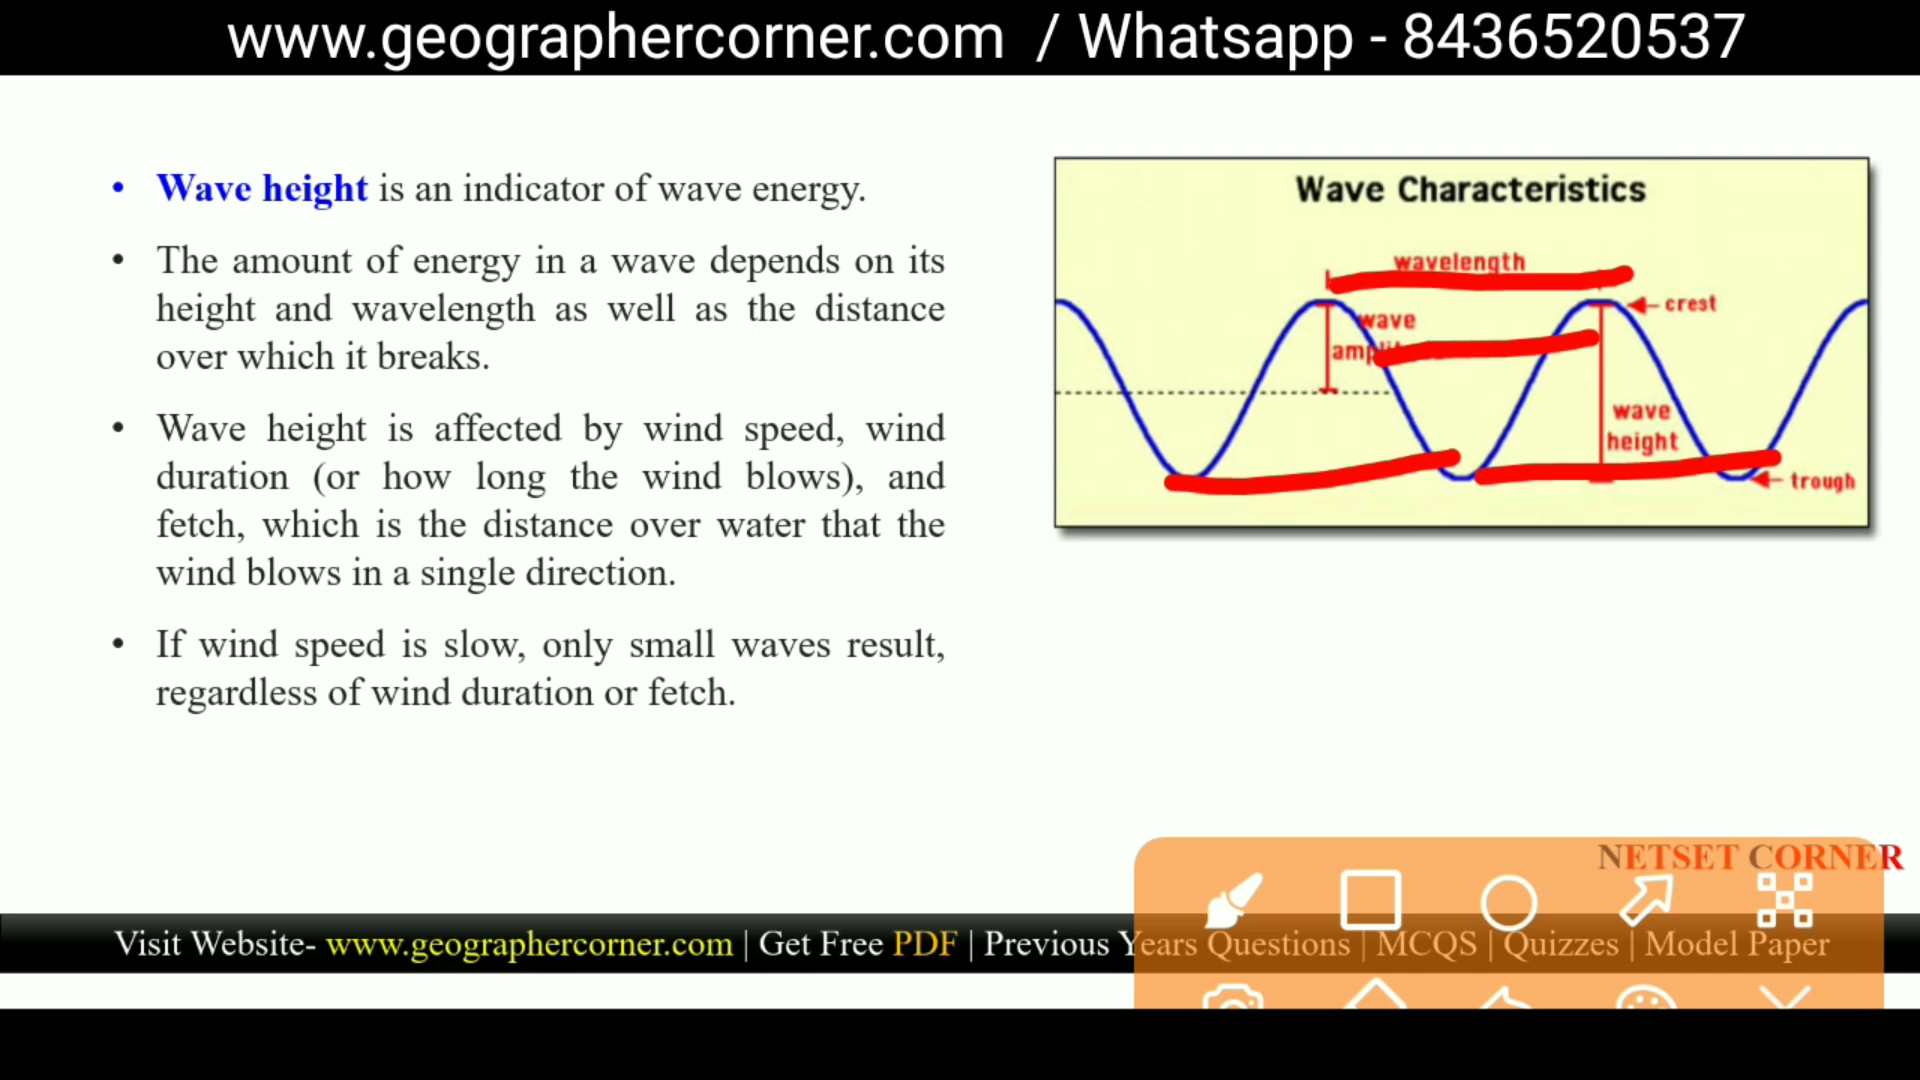 www.geographercorner.com / Whatsapp - 8436520537
• Wave height is an indicator of wave energy.
• The amount of energy in a wave depends on its
height and wavelength as well as the distance
over which it breaks.
• Wave height is affected by wind speed, wind
duration (or how long the wind blows), and
fetch, which is the distance over water that the
wind blows in a single direction.
• If wind speed is slow, only small waves result,
regardless of wind duration or fetch.
Wave Characteristics
wavelength
crest
wave
wave
height
trough
NETSET CORNER
Visit Website- www.geographercorner.com | Get Free PDF | Previous Years Questions | MCQS | Quizzes | Model Paper